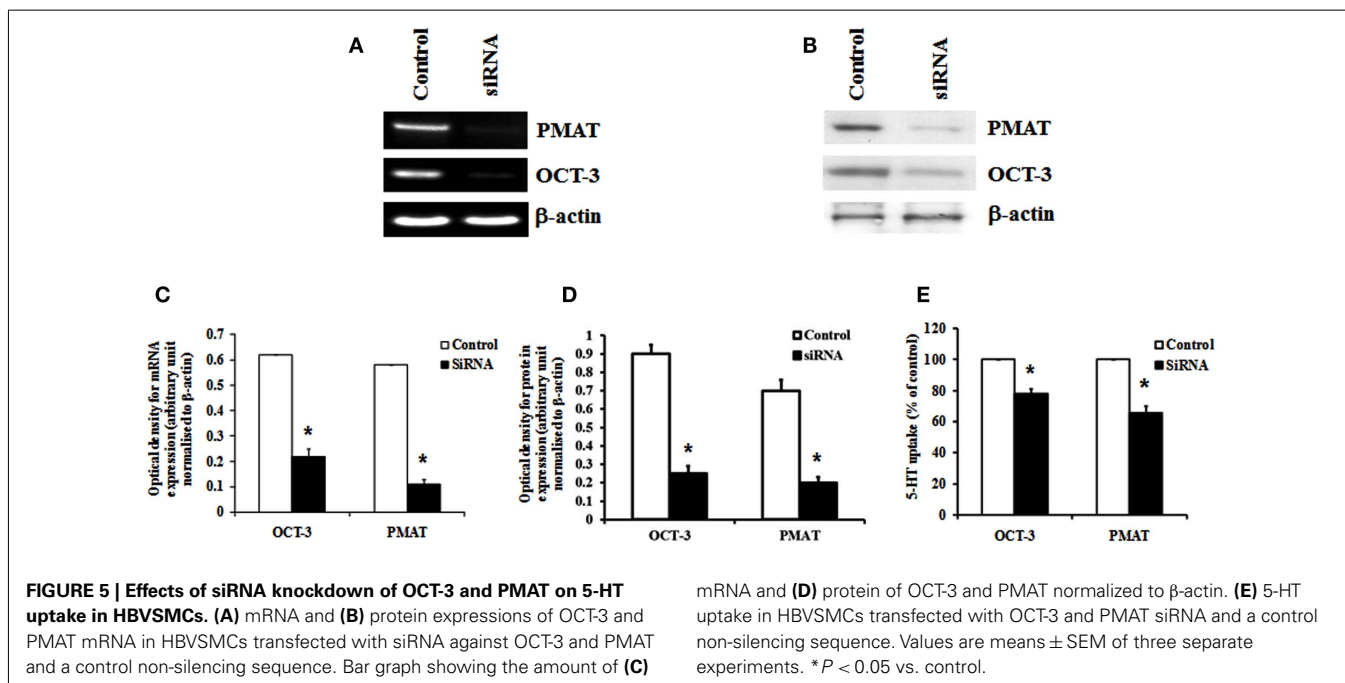 A
Control
siRNA
PMAT
OCT-3
β-actin
B
Control
siRNA
PMAT
OCT-3
β-actin
C
Optical density for mRNA
expression (arbitrary unit
normalised to β-actin)
0.7
0.6
0.5
0.4
0.3
0.2
0.1
0
Control
SiRNA
*
*
OCT-3
PMAT
D
Optical density for protein
expression (arbitrary unit
normalised to β-actin)
1
0.9
0.8
0.7
0.6
0.5
0.4
0.3
0.2
0.1
0
Control
siRNA
*
*
OCT-3
PMAT
E
5-HT uptake (% of control)
120
100
80
60
40
20
0
Control
SiRNA
*
*
OCT-3
PMAT
FIGURE 5 | Effects of siRNA knockdown of OCT-3 and PMAT on 5-HT
uptake in HBVSMCs. (A) mRNA and (B) protein expressions of OCT-3 and
PMAT mRNA in HBVSMCs transfected with siRNA against OCT-3 and PMAT
and a control non-silencing sequence. Bar graph showing the amount of (C)
mRNA and (D) protein of OCT-3 and PMAT normalized to β-actin. (E) 5-HT
uptake in HBVSMCs transfected with OCT-3 and PMAT siRNA and a control
non-silencing sequence. Values are means ± SEM of three separate
experiments. *P < 0.05 vs. control.